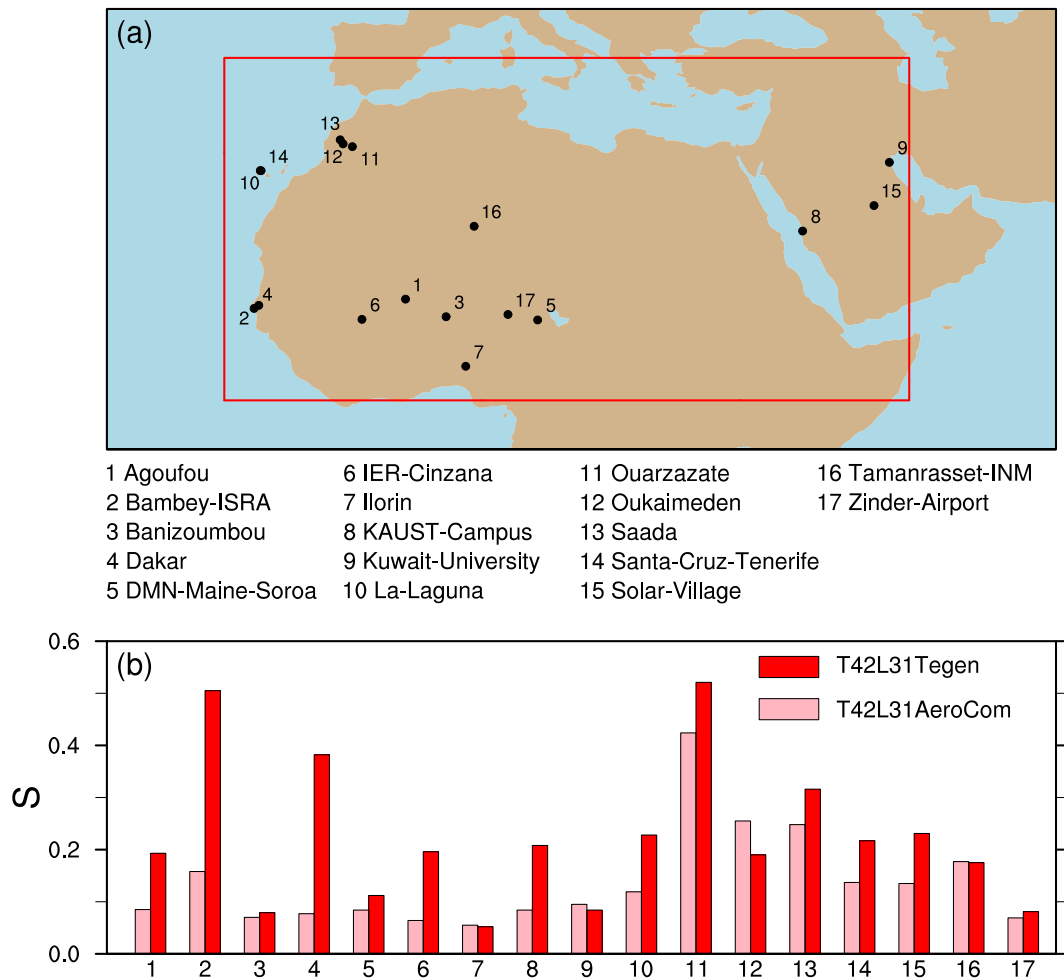 (a)
13
12
11
14
10
9
15
8
16
4
2
1
6
3
17
5
7
1 Agoufou
2 Bambey-ISRA
3 Banizoumbou
4 Dakar
5 DMN-Maine-Soroa
6 IER-Cinzana
7 Ilorin
8 KAUST-Campus
9 Kuwait-University
10 La-Laguna
11 Ouarzazate
12 Oukaimeden
13 Saada
14 Santa-Cruz-Tenerife
15 Solar-Village
16 Tamanrasset-INM
17 Zinder-Airport
(b)
T42L31Tegen
T42L31AeroCom
S
0.6
0.4
0.2
0.0
1 2 3 4 5 6 7 8 9 10 11 12 13 14 15 16 17